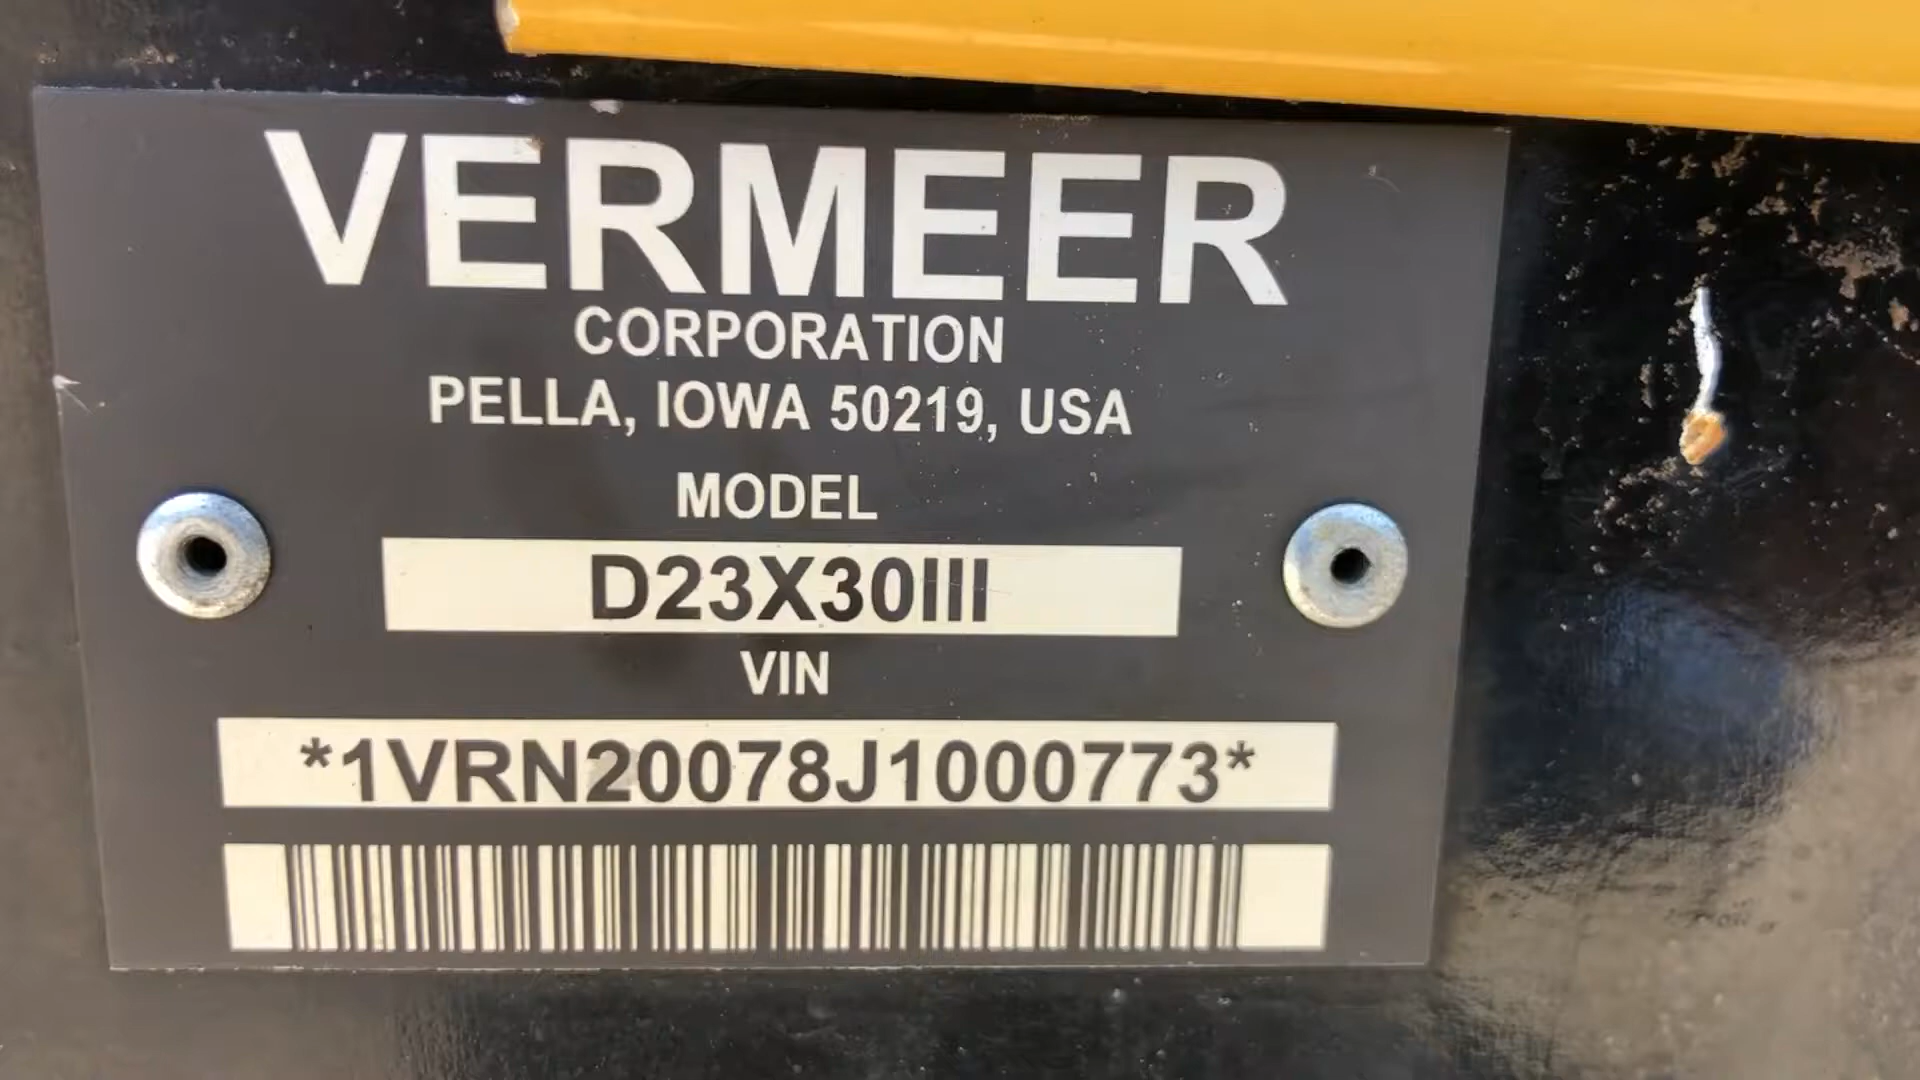 VERMEER
CORPORATION
PELLA, IOWA 50219, USA
MODEL
D23X30III
VIN
*1VRN20078J1000773*